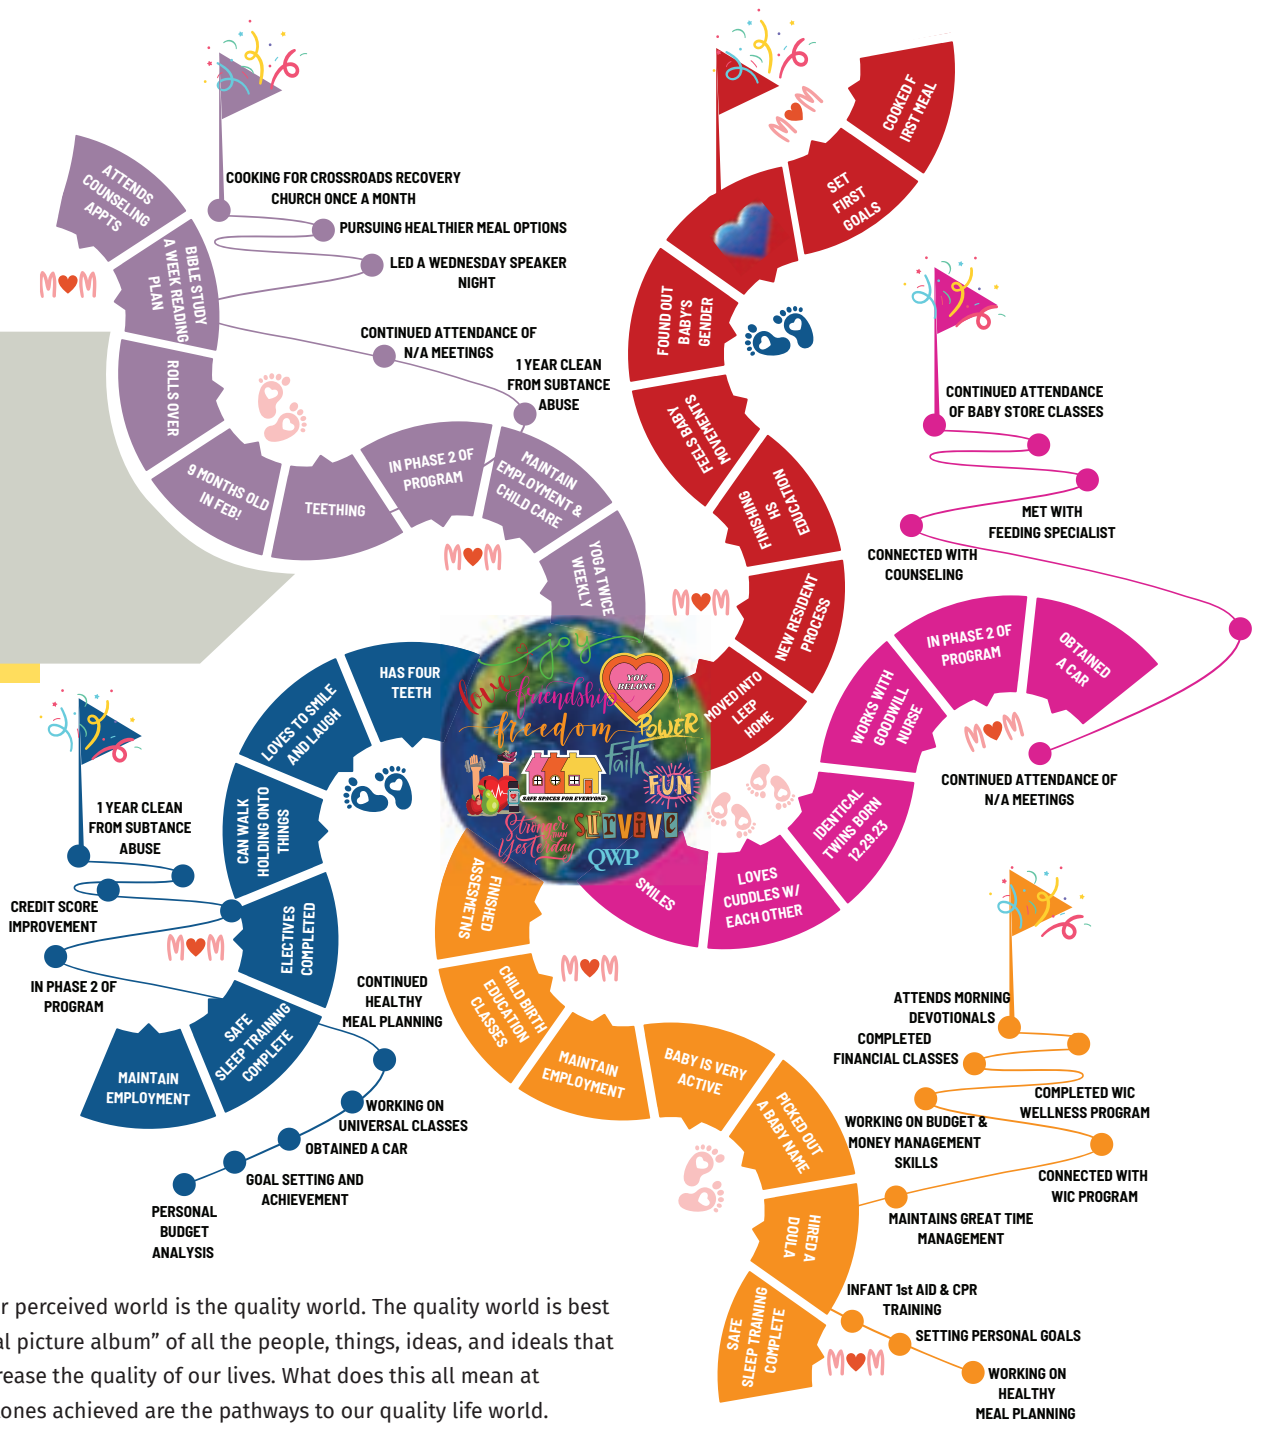 ATTENDS
COUNSELING
APPTS
BIBLE STUDY
A WEEK READING
PLAN
ROLLS OVER
9 MONTHS OLD
IN FEB!
TEETHING
IN PHASE 2 OF
PROGRAM
MAINTAIN
EMPLOYMENT &
CHILD CARE
YOGA TWICE
WEEKLY
COOKING FOR CROSSROADS RECOVERY
CHURCH ONCE A MONTH
PURSUING HEALTHIER MEAL OPTIONS
LED A WEDNESDAY SPEAKER
NIGHT
CONTINUED ATTENDANCE OF
N/A MEETINGS
1 YEAR CLEAN
FROM SUBTANCE
ABUSE
M M
M M
COOKED F
IRST MEAL
SET
FIRST
GOALS
FOUND OUT
BABY'S
GENDER
FEELS BABY
MOVEMENTS
FINISHING
HS
EDUCATION
NEW RESIDENT
PROCESS
MOVED INTO
LEEP
HOME
M M
M M
CONTINUED ATTENDANCE
OF BABY STORE CLASSES
MET WITH
FEEDING SPECIALIST
CONNECTED WITH
COUNSELING
CONTINUED ATTENDANCE OF
N/A MEETINGS
OBTAINED
A CAR
IN PHASE 2 OF
PROGRAM
WORKS WITH
GOODWILL
NURSE
IDENTICAL
TWINS BORN
12.29.23
LOVES
CUDDLES W/
EACH OTHER
SMILES
M M
joy
love
friendship
freedom
YOU
BELONG
POWER
Faith
FUN
SAFE SPACES FOR EVERYONE
Stronger
than
Yesterday
SURVIVE
QWP
HAS FOUR
TEETH
LOVES TO SMILE
AND LAUGH
CAN WALK
HOLDING ONTO
THINGS
ELECTIVES
COMPLETED
SAFE
SLEEP TRAINING
COMPLETE
MAINTAIN
EMPLOYMENT
1 YEAR CLEAN
FROM SUBTANCE
ABUSE
CREDIT SCORE
IMPROVEMENT
IN PHASE 2 OF
PROGRAM
M M
CONTINUED
HEALTHY
MEAL PLANNING
WORKING ON
UNIVERSAL CLASSES
OBTAINED A CAR
GOAL SETTING AND
ACHIEVEMENT
PERSONAL
BUDGET
ANALYSIS
FINISHED
ASSESMETNS
CHILD BIRTH
EDUCATION
CLASSES
MAINTAIN
EMPLOYMENT
BABY IS VERY
ACTIVE
PICKED OUT
A BABY NAME
HIRED A
DOULA
SAFE
SLEEP TRAINING
COMPLETE
M M
M M
ATTENDS MORNING
DEVOTIONALS
COMPLETED
FINANCIAL CLASSES
COMPLETED WIC
WELLNESS PROGRAM
WORKING ON BUDGET &
MONEY MANAGEMENT
SKILLS
CONNECTED WITH
WIC PROGRAM
MAINTAINS GREAT TIME
MANAGEMENT
INFANT 1st AID & CPR
TRAINING
SETTING PERSONAL GOALS
WORKING ON
HEALTHY
MEAL PLANNING
r perceived world is the quality world. The quality world is best
al picture album” of all the people, things, ideas, and ideals that
rease the quality of our lives. What does this all mean at
ones achieved are the pathways to our quality life world.